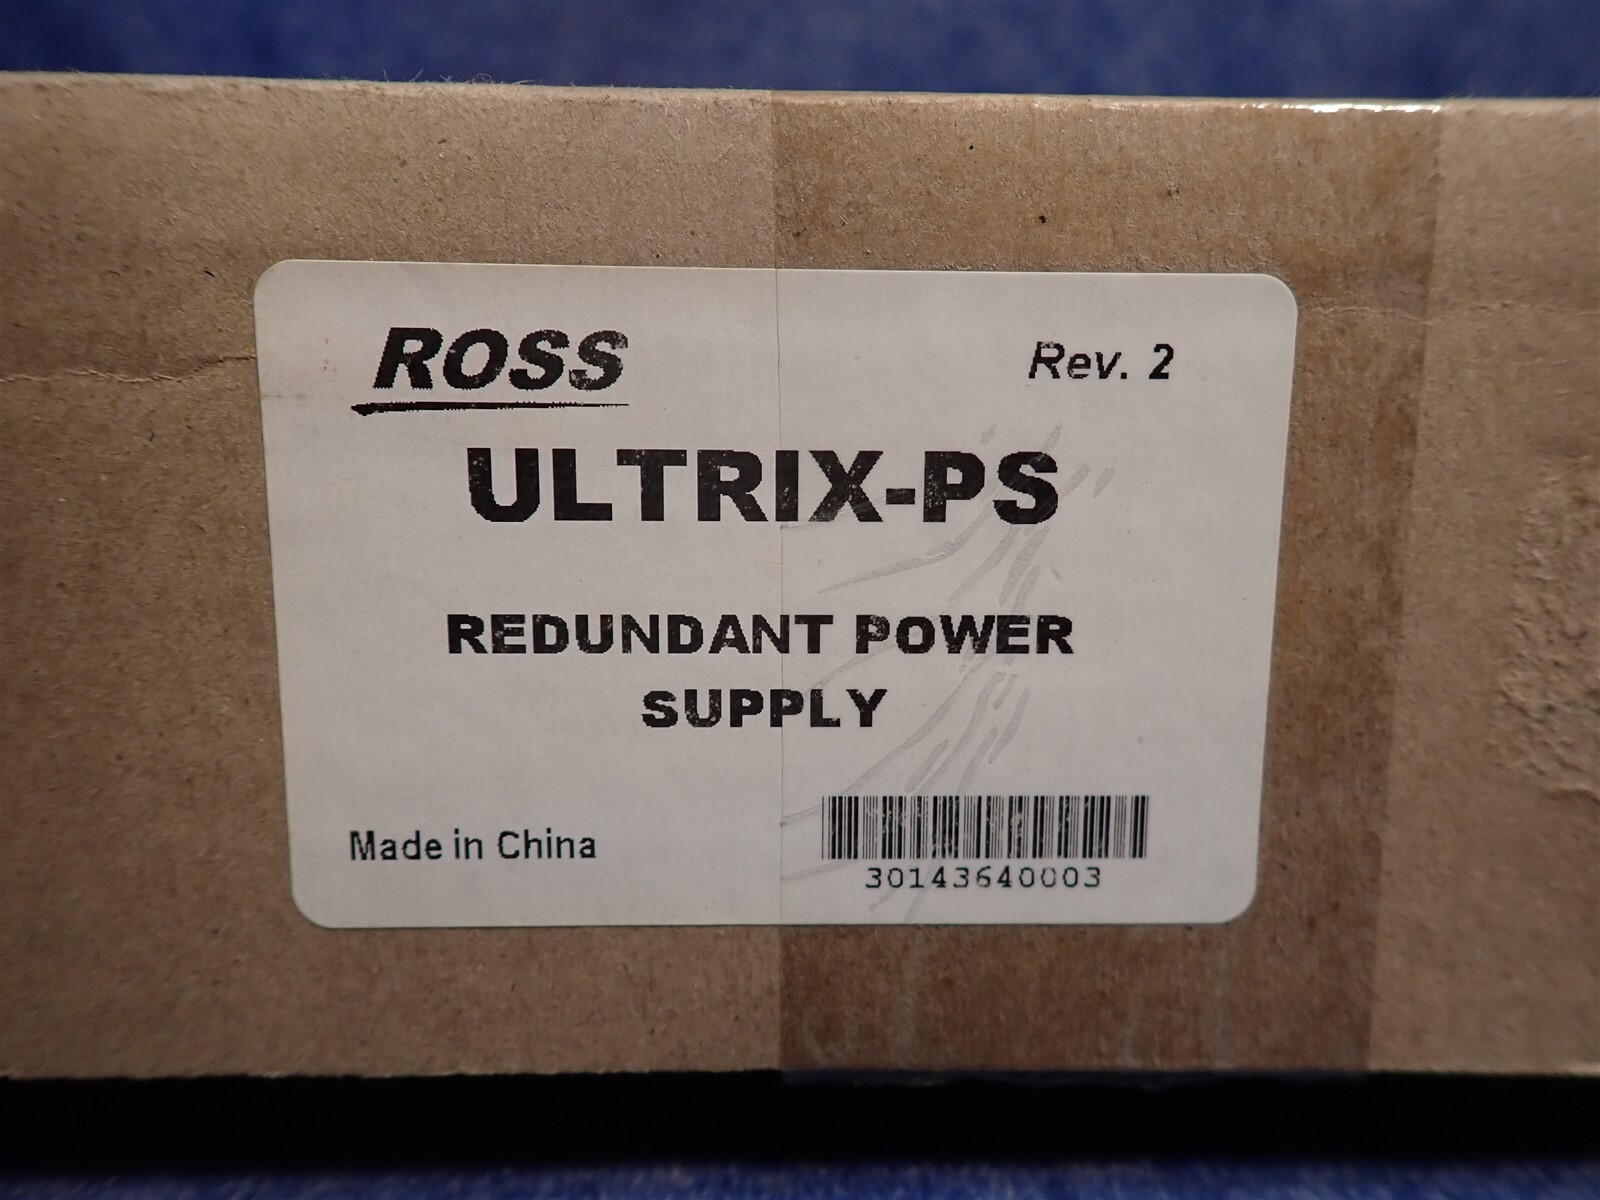 ROSS
Rev. 2
ULTRIX-PS
REDUNDANT POWER
SUPPLY
Made in China
30143640003